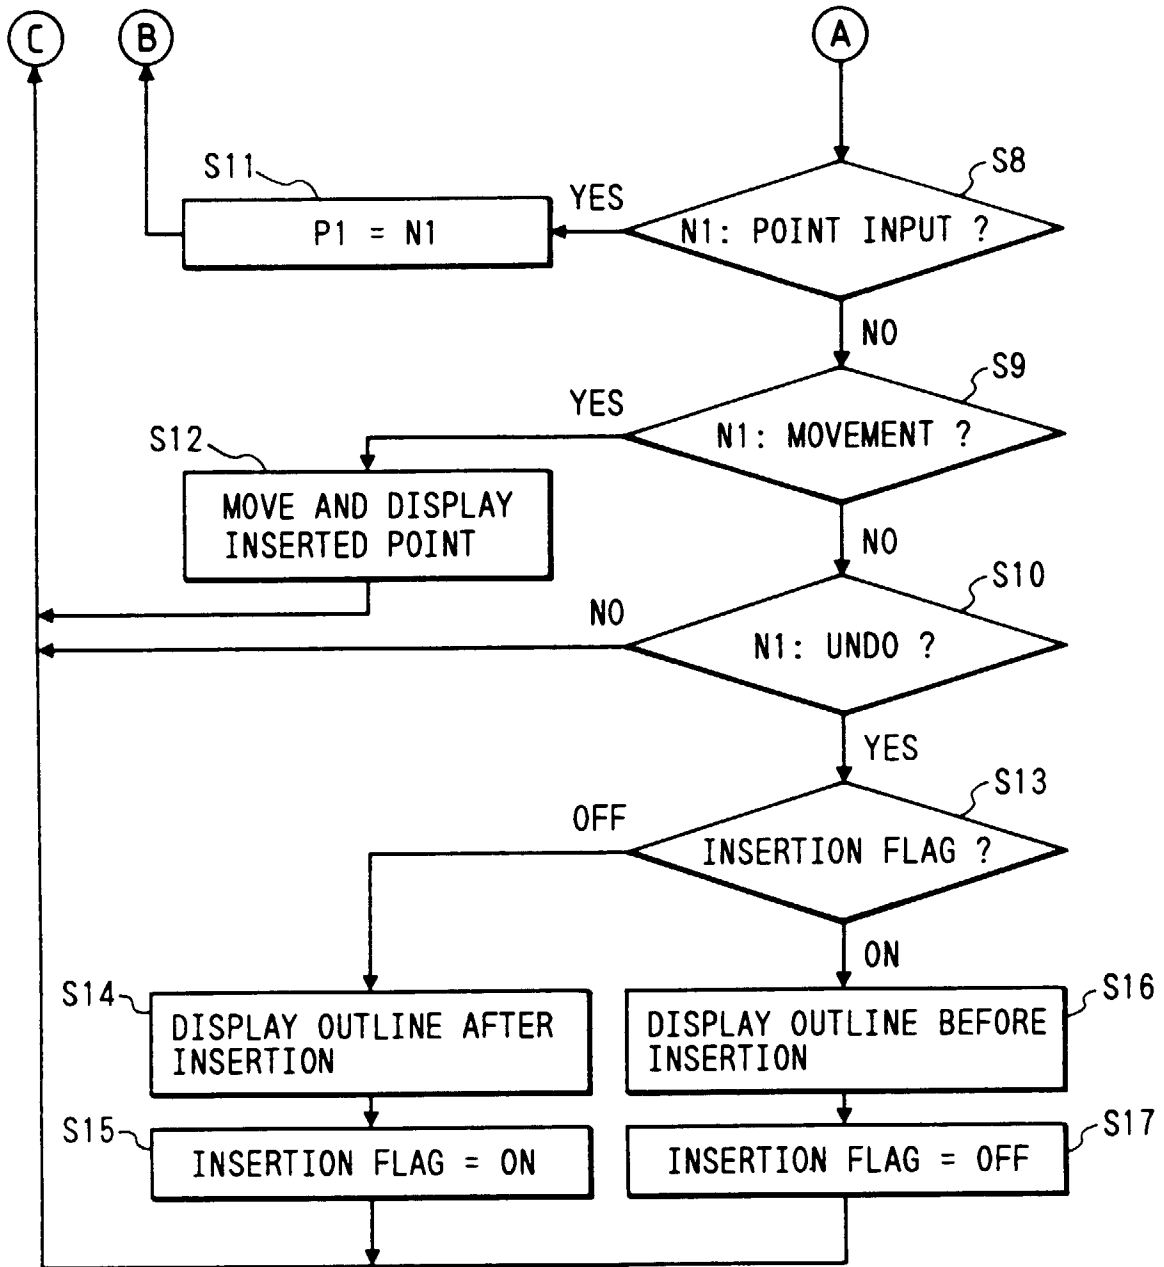 C
B
A
S11
YES
S8
P1 = N1
N1: POINT INPUT ?
NO
S9
YES
S12
N1: MOVEMENT ?
MOVE AND DISPLAY
INSERTED POINT
NO
S10
NO
N1: UNDO ?
YES
S13
OFF
INSERTION FLAG ?
ON
S14
S16
DISPLAY OUTLINE AFTER
INSERTION
DISPLAY OUTLINE BEFORE
INSERTION
S15
S17
INSERTION FLAG = ON
INSERTION FLAG = OFF